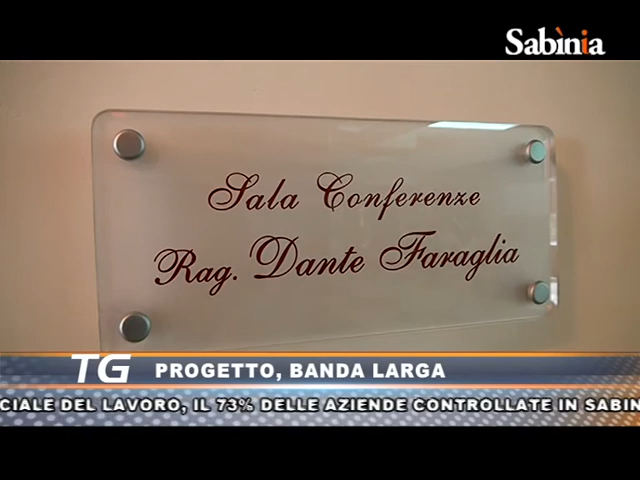 Sabìnia
Sala Conferenze
Rag. Dante Faraglia
TG PROGETTO, BANDA LARGA
CIALE DEL LAVORO, IL 73% DELLE AZIENDE CONTROLLATE IN SABIN